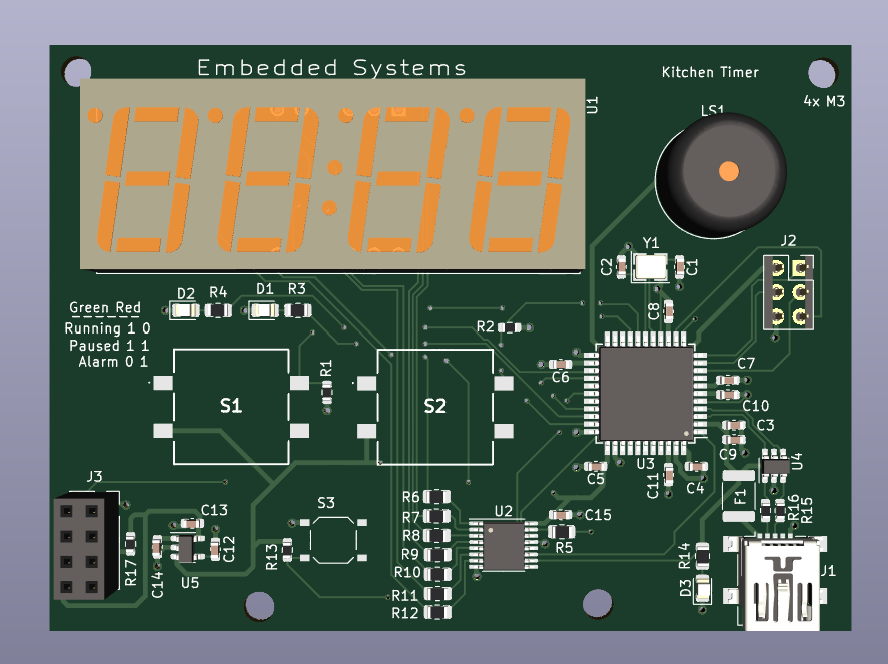 Embedded Systems
Kitchen Timer
4x M3
U1
LS1
J2
Y1
C2
C1
C8
D2
R4
D1
R3
Green Red
Running 1 0
Paused 1 1
Alarm 0 1
R2
R1
C6
C7
C10
S1
S2
C3
C9
U3
U4
C5
C11
C4
F1
J3
R6
R7
R8
R9
R10
R11
R12
S3
U2
C15
R5
R16
R15
C13
C12
C14
R17
U5
R13
R14
D3
J1